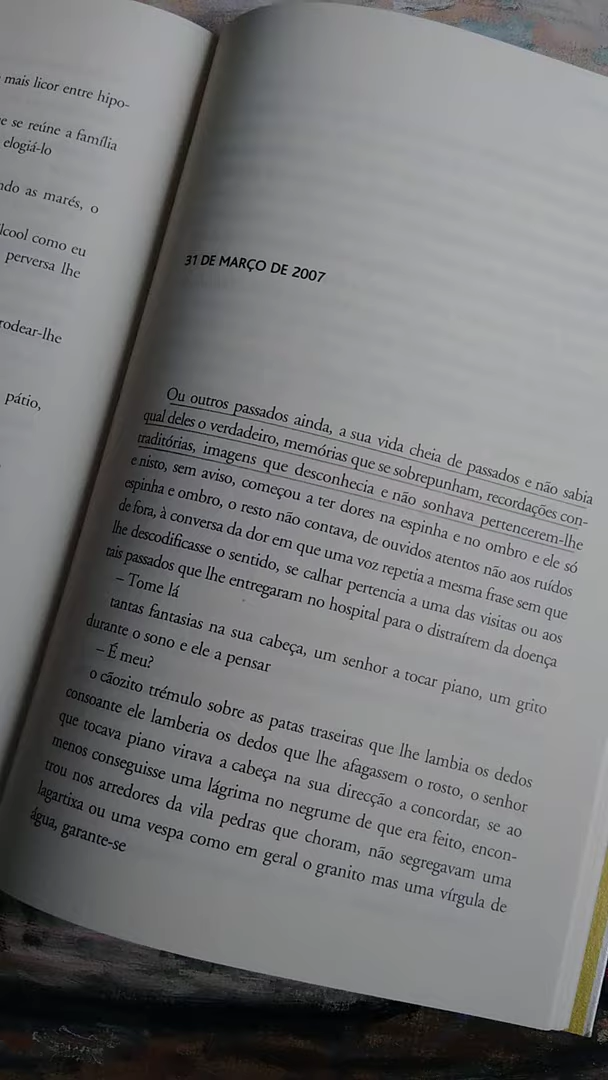 mais licor entre hipo-
e se reúne a família
elogiá-lo
ndo as marés, o
lcool como eu
perversa lhe
rodear-lhe
pátio,
31 DE MARÇO DE 2007
Ou outros passados ainda, a sua vida cheia de passados e não sabia
qual deles o verdadeiro, memórias que se sobrepunham, recordações con-
traditórias, imagens que desconhecia e não sonhava pertencerem-lhe
e nisto, sem aviso, começou a ter dores na espinha e no ombro e ele só
espinha e ombro, o resto não contava, de ouvidos atentos não aos ruídos
de fora, à conversa da dor em que uma voz repetia a mesma frase sem que
lhe descodificasse o sentido, se calhar pertencia a uma das visitas ou aos
tais passados que lhe entregaram no hospital para o distraírem da doença
– Tome lá
tantas fantasias na sua cabeça, um senhor a tocar piano, um grito
durante o sono e ele a pensar
– É meu?
o cãozito trémulo sobre as patas traseiras que lhe lambia os dedos
consoante ele lamberia os dedos que lhe afagassem o rosto, o senhor
que tocava piano virava a cabeça na sua direcção a concordar, se ao
menos conseguisse uma lágrima no negrume de que era feito, encon-
trou nos arredores da vila pedras que choram, não segregavam uma
lagartixa ou uma vespa como em geral o granito mas uma vírgula de
água, garante-se